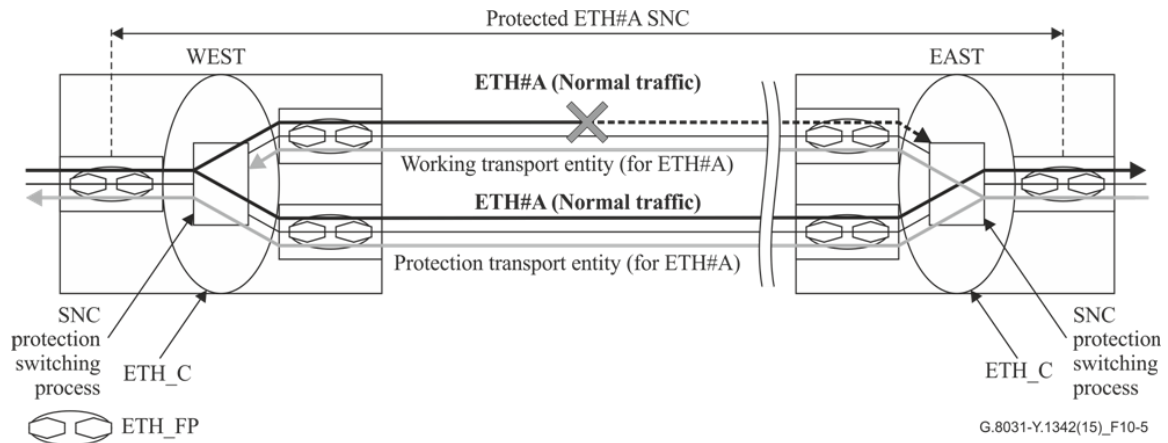 Protected ETH#A SNC
WEST
EAST
ETH#A (Normal traffic)
Working transport entity (for ETH#A)
ETH#A (Normal traffic)
Protection transport entity (for ETH#A)
SNC
protection
switching
process
ETH_C
ETH_C
SNC
protection
switching
process
ETH_FP
G.8031-Y.1342(15)_F10-5